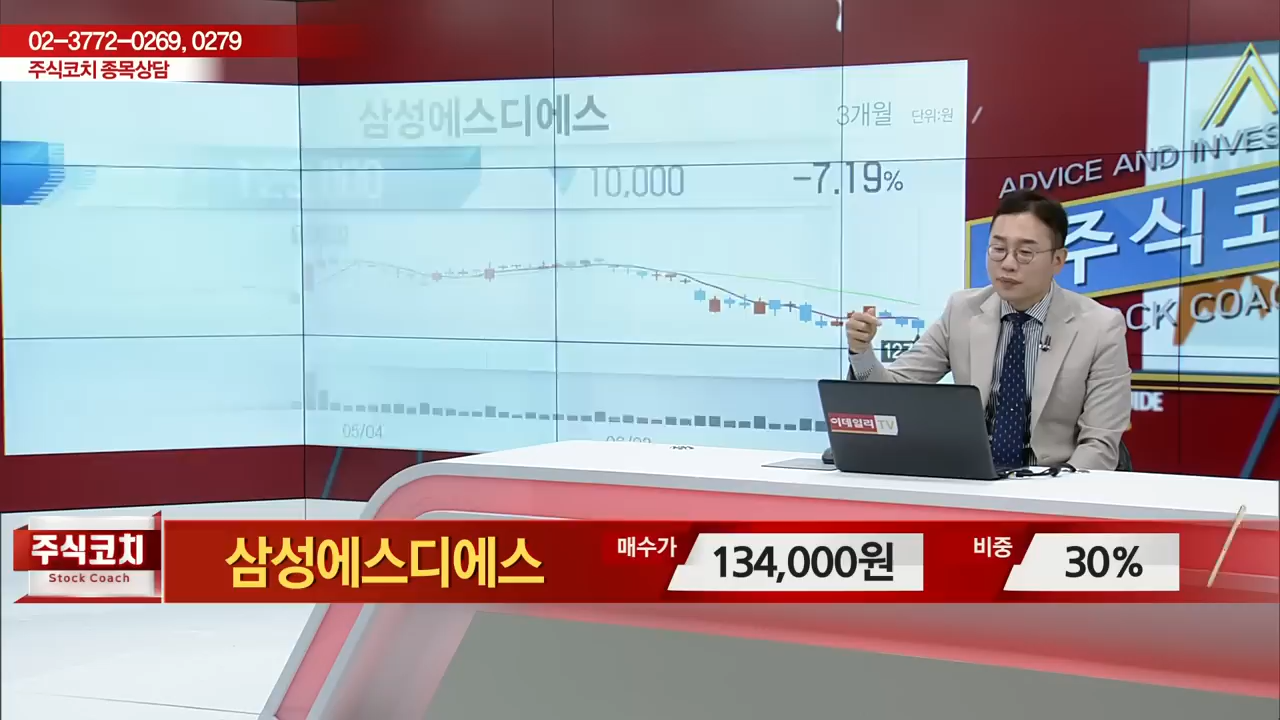 02-3772-0269, 0279
주식코치 종목상담
삼성에스디에스
3개월 단위:원
10,000
-7.19%
05/04
ADVICE AND INVES
주식코
CK COA
이데일리TV
주식코치
Stock Coach
삼성에스디에스
매수가
134,000원
비중
30%